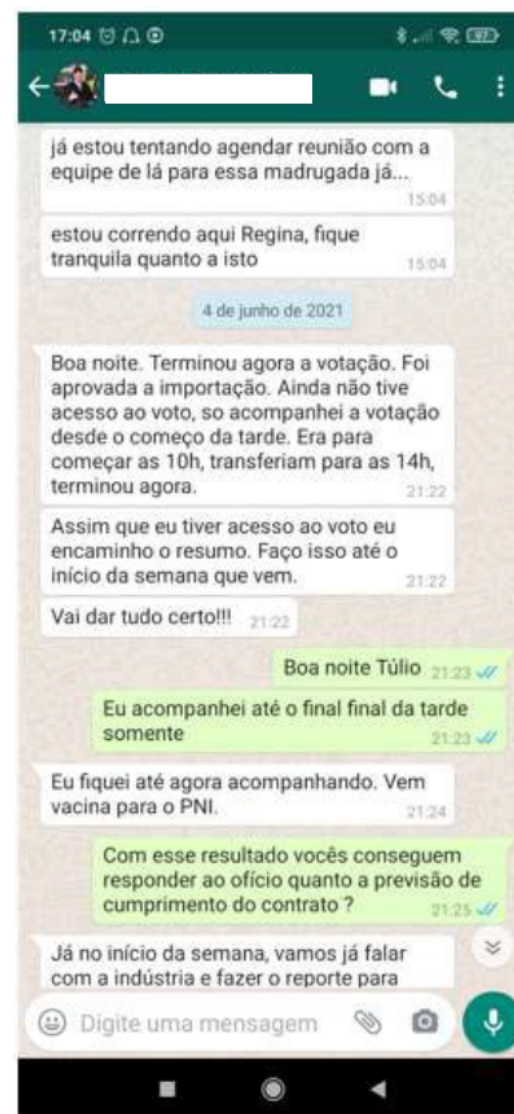 17:04
97
já estou tentando agendar reunião com a
equipe de lá para essa madrugada já...
15:04
estou correndo aqui Regina, fique
tranquila quanto a isto
15:04
4 de junho de 2021
Boa noite. Terminou agora a votação. Foi
aprovada a importação. Ainda não tive
acesso ao voto, so acompanhei a votação
desde o começo da tarde. Era para
começar as 10h, transferiam para as 14h,
terminou agora.
21:22
Assim que eu tiver acesso ao voto eu
encaminho o resumo. Faço isso até o
início da semana que vem.
21:22
Vai dar tudo certo!!! 21:22
Boa noite Túlio 21:23
Eu acompanhei até o final final da tarde
somente
21:23
Eu fiquei até agora acompanhando. Vem
vacina para o PNI.
21:24
Com esse resultado vocês conseguem
responder ao ofício quanto a previsão de
cumprimento do contrato ?
21:25
Já no início da semana, vamos já falar
com a indústria e fazer o reporte para
Digite uma mensagem